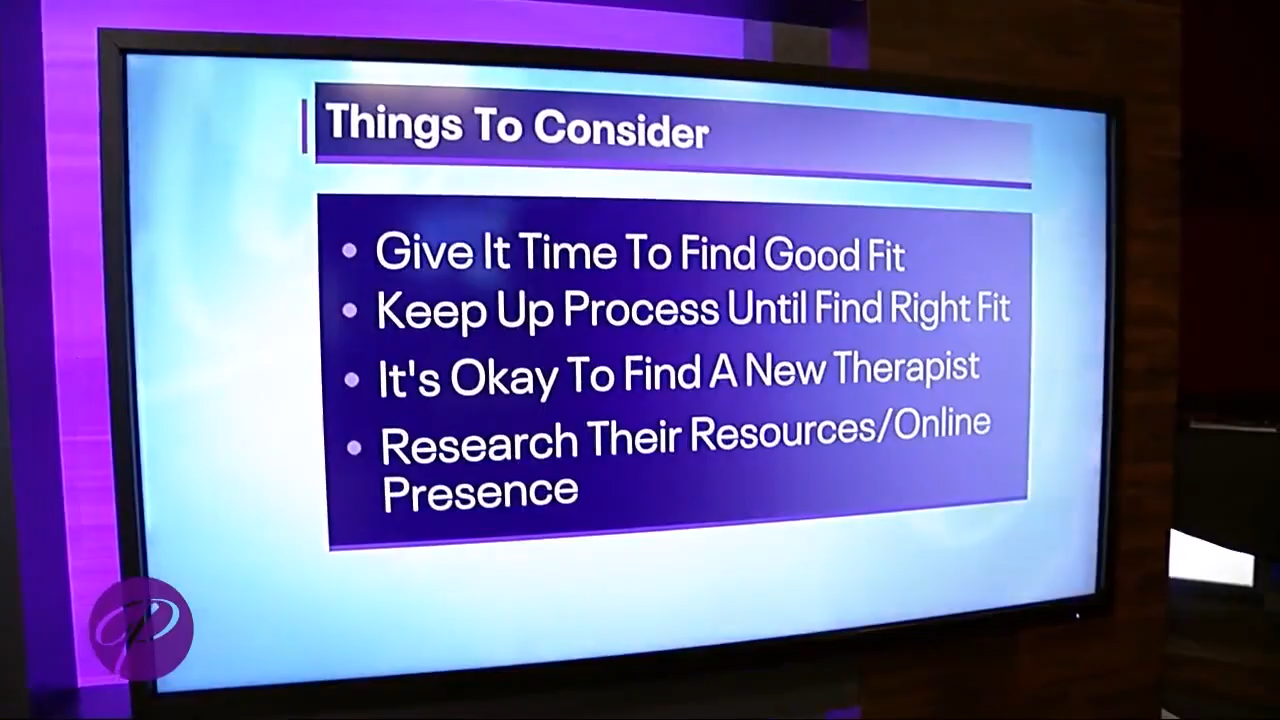 Things To Consider
• Give It Time To Find Good Fit
• Keep Up Process Until Find Right Fit
• It's Okay To Find A New Therapist
• Research Their Resources/Online
Presence